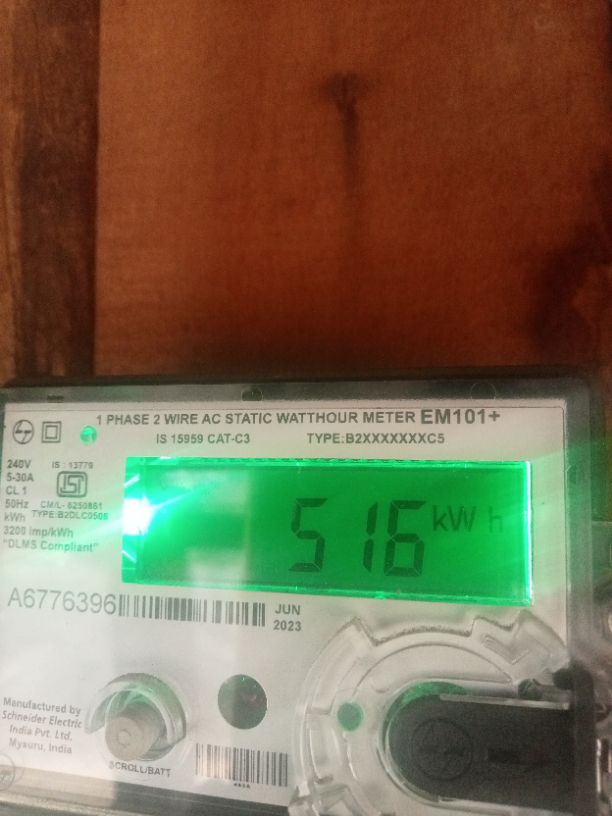 1 PHASE 2 WIRE AC STATIC WATTHOUR METER EM101+
IS 15959 CAT-C3 TYPE:B2XXXXXXXC5
240V IS : 13779
5-30A
CL 1
50Hz CM/L- 6250861
kWh TYPE:B2DLC0505
3200 imp/kWh
"DLMS Compliant"
ISI
516 kWh
A6776396
JUN
2023
Manufactured by
Schneider Electric
India Pvt. Ltd.
Mysuru, India
SCROLL/BATT